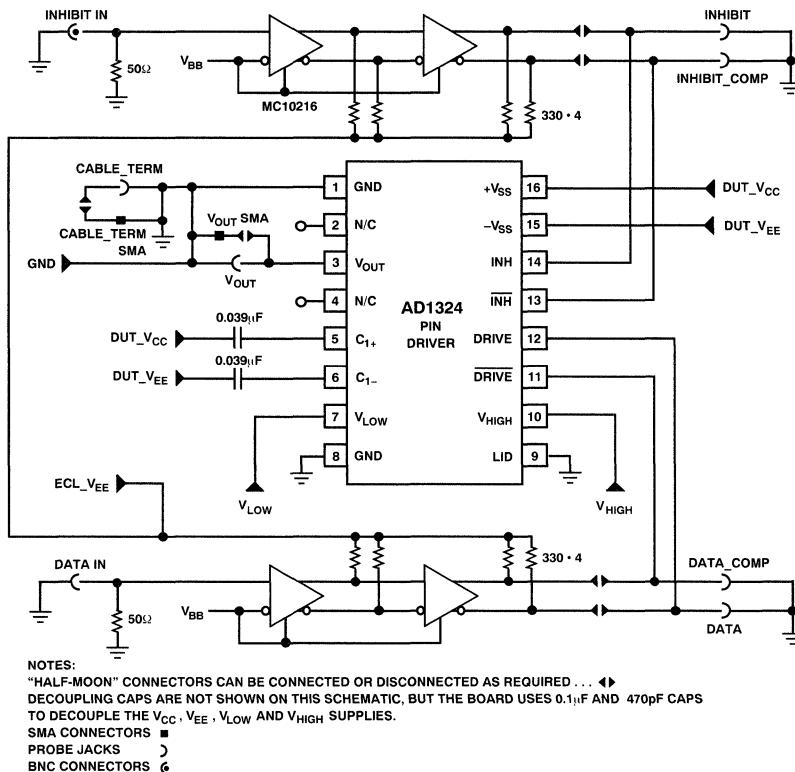 INHIBIT IN
INHIBIT
50Ω
V_BB
MC10216
330 • 4
INHIBIT_COMP
CABLE_TERM
CABLE_TERM
SMA
V_OUT SMA
V_OUT
GND
1 GND
2 N/C
3 V_OUT
4 N/C
5 C1+
6 C1–
7 V_LOW
8 GND
AD1324
PIN
DRIVER
+V_SS 16
–V_SS 15
INH 14
I̅N̅H̅ 13
DRIVE 12
D̅R̅I̅V̅E̅ 11
V_HIGH 10
LID 9
DUT_V_CC
DUT_V_EE
0.039µF
DUT_V_CC
0.039µF
DUT_V_EE
V_LOW
V_HIGH
ECL_V_EE
DATA IN
50Ω
V_BB
330 • 4
DATA_COMP
DATA
NOTES:
“HALF-MOON” CONNECTORS CAN BE CONNECTED OR DISCONNECTED AS REQUIRED . . .
DECOUPLING CAPS ARE NOT SHOWN ON THIS SCHEMATIC, BUT THE BOARD USES 0.1µF AND 470pF CAPS
TO DECOUPLE THE V_CC , V_EE , V_LOW AND V_HIGH SUPPLIES.
SMA CONNECTORS
PROBE JACKS
BNC CONNECTORS